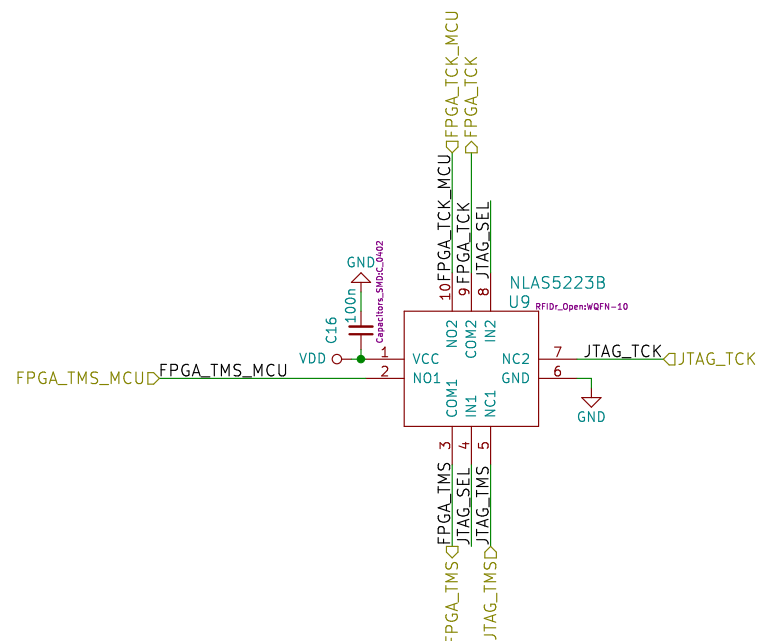 FPGA_TCK_MCU
FPGA_TCK
FPGA_TCK_MCU
FPGA_TCK
JTAG_SEL
10
9
8
GND
100n
C16
Capacitors_SMD:C_0402
NLAS5223B
U9
RFIDr_Open:WQFN-10
NO2
COM2
IN2
VDD
1
VCC
NC2
7
JTAG_TCK
JTAG_TCK
FPGA_TMS_MCU
FPGA_TMS_MCU
2
NO1
GND
6
GND
COM1
IN1
NC1
3
4
5
FPGA_TMS
JTAG_SEL
JTAG_TMS
FPGA_TMS
JTAG_TMS